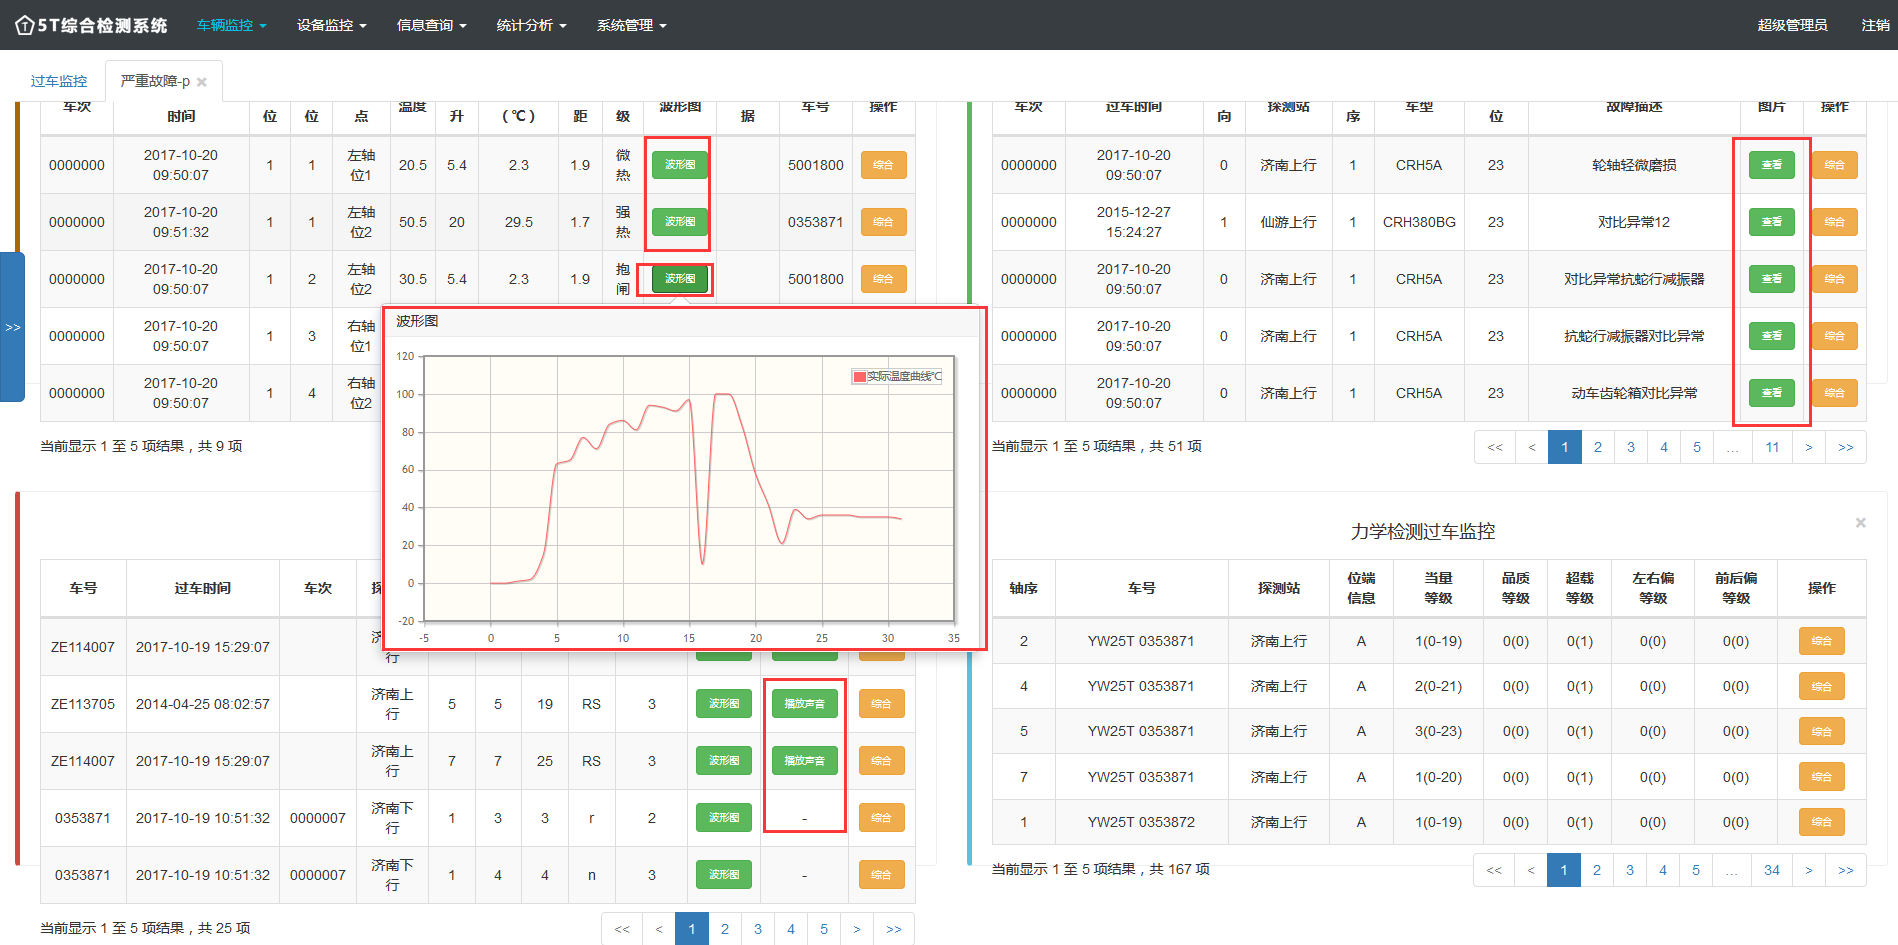 5T综合检测系统 车辆监控 设备监控 信息查询 统计分析 系统管理 超级管理员 注销
过车监控 严重故障-p ×
车次 时间 位 位 点 温度 升 （℃） 距 级 波形图 据 车号 操作
0000000 2017-10-20 09:50:07 1 1 左轴位1 20.5 5.4 2.3 1.9 微热 波形图 5001800 综合
0000000 2017-10-20 09:51:32 1 1 左轴位2 50.5 20 29.5 1.7 强热 波形图 0353871 综合
0000000 2017-10-20 09:50:07 1 2 左轴位2 30.5 5.4 2.3 1.9 抱闸 波形图 5001800 综合
0000000 2017-10-20 09:50:07 1 3 右轴位1
0000000 2017-10-20 09:50:07 1 4 右轴位2
当前显示 1 至 5 项结果，共 9 项
>>
波形图
实际温度曲线℃
120
100
80
60
40
20
0
-20
-5 0 5 10 15 20 25 30 35
车次 过车时间 向 探测站 序 车型 位 故障描述 图片 操作
0000000 2017-10-20 09:50:07 0 济南上行 1 CRH5A 23 轮轴轻微磨损 查看 综合
0000000 2015-12-27 15:24:27 1 仙游上行 1 CRH380BG 23 对比异常12 查看 综合
0000000 2017-10-20 09:50:07 0 济南上行 1 CRH5A 23 对比异常抗蛇行减振器 查看 综合
0000000 2017-10-20 09:50:07 0 济南上行 1 CRH5A 23 抗蛇行减振器对比异常 查看 综合
0000000 2017-10-20 09:50:07 0 济南上行 1 CRH5A 23 动车齿轮箱对比异常 查看 综合
当前显示 1 至 5 项结果，共 51 项
<< < 1 2 3 4 5 … 11 > >>
车号 过车时间 车次
ZE114007 2017-10-19 15:29:07 济 行
ZE113705 2014-04-25 08:02:57 济南上行 5 5 19 RS 3 波形图 播放声音 综合
ZE114007 2017-10-19 15:29:07 济南上行 7 7 25 RS 3 波形图 播放声音 综合
0353871 2017-10-19 10:51:32 0000007 济南下行 1 3 3 r 2 波形图 - 综合
0353871 2017-10-19 10:51:32 0000007 济南下行 1 4 4 n 3 波形图 - 综合
当前显示 1 至 5 项结果，共 25 项
<< < 1 2 3 4 5 > >>
力学检测过车监控 ×
轴序 车号 探测站 位端信息 当量等级 品质等级 超载等级 左右偏等级 前后偏等级 操作
2 YW25T 0353871 济南上行 A 1(0-19) 0(0) 0(1) 0(0) 0(0) 综合
4 YW25T 0353871 济南上行 A 2(0-21) 0(0) 0(1) 0(0) 0(0) 综合
5 YW25T 0353871 济南上行 A 3(0-23) 0(0) 0(1) 0(0) 0(0) 综合
7 YW25T 0353871 济南上行 A 1(0-20) 0(0) 0(1) 0(0) 0(0) 综合
1 YW25T 0353872 济南上行 A 1(0-19) 0(0) 0(1) 0(0) 0(0) 综合
当前显示 1 至 5 项结果，共 167 项
<< < 1 2 3 4 5 … 34 > >>